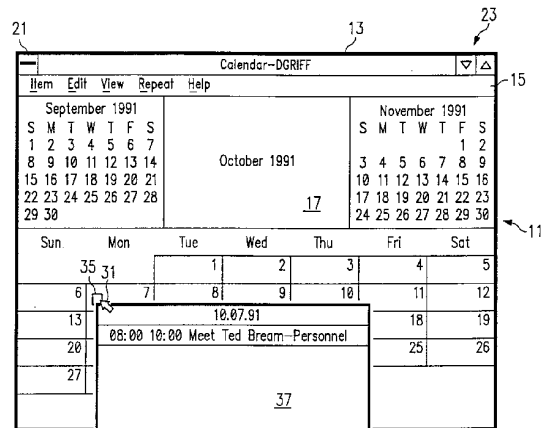 21 13 23
Calendar-DGRIFF
Item Edit View Repeat Help
15
September 1991
S M T W T F S
1 2 3 4 5 6 7
8 9 10 11 12 13 14
15 16 17 18 19 20 21
22 23 24 25 26 27 28
29 30
October 1991
17
November 1991
S M T W T F S
1 2
3 4 5 6 7 8 9
10 11 12 13 14 15 16
17 18 19 20 21 22 23
24 25 26 27 28 29 30
11
Sun. Mon Tue Wed Thu Fri Sat
1 2 3 4 5
35 31
6 7 8 9 10 11 12
13 18 19
20 25 26
27
10.07.91
08:00 10:00 Meet Ted Bream-Personnel
37